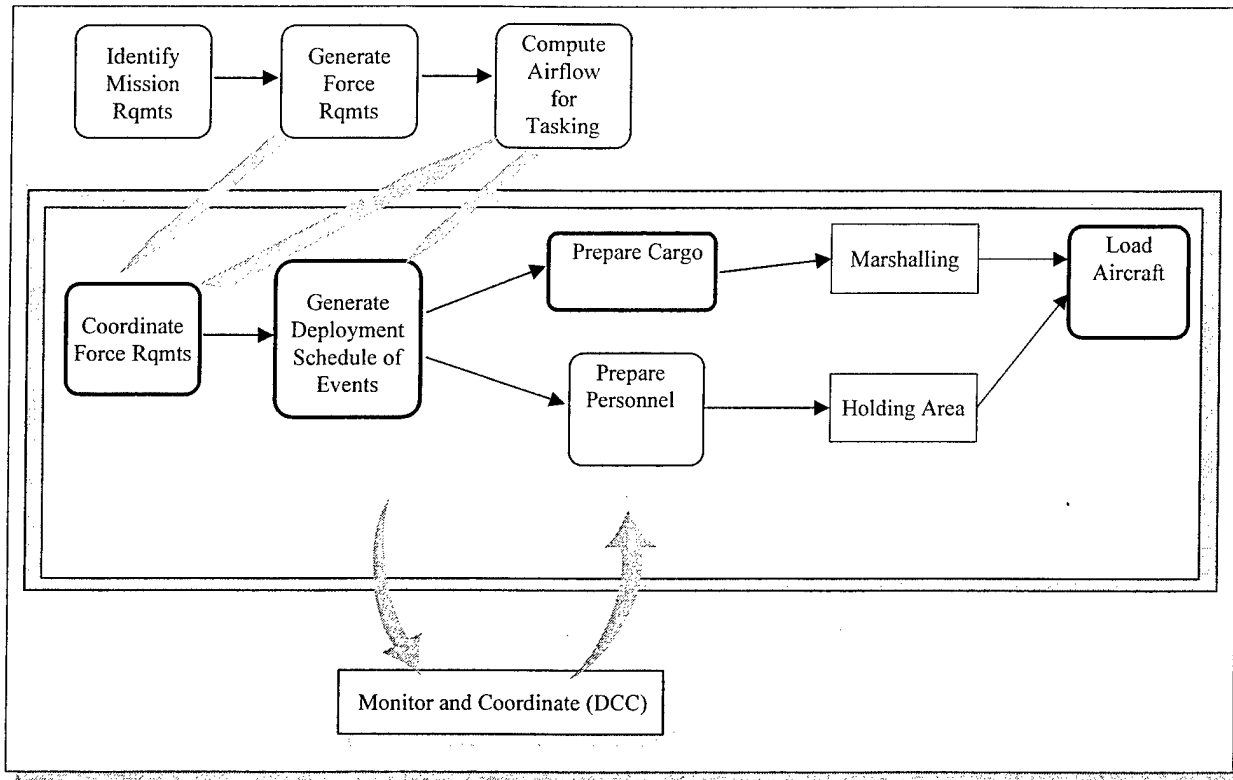 Identify
Mission
Rqmts
Generate
Force
Rqmts
Compute
Airflow
for
Tasking
Coordinate
Force Rqmts
Generate
Deployment
Schedule of
Events
Prepare Cargo
Prepare
Personnel
Marshalling
Holding Area
Load
Aircraft
Monitor and Coordinate (DCC)